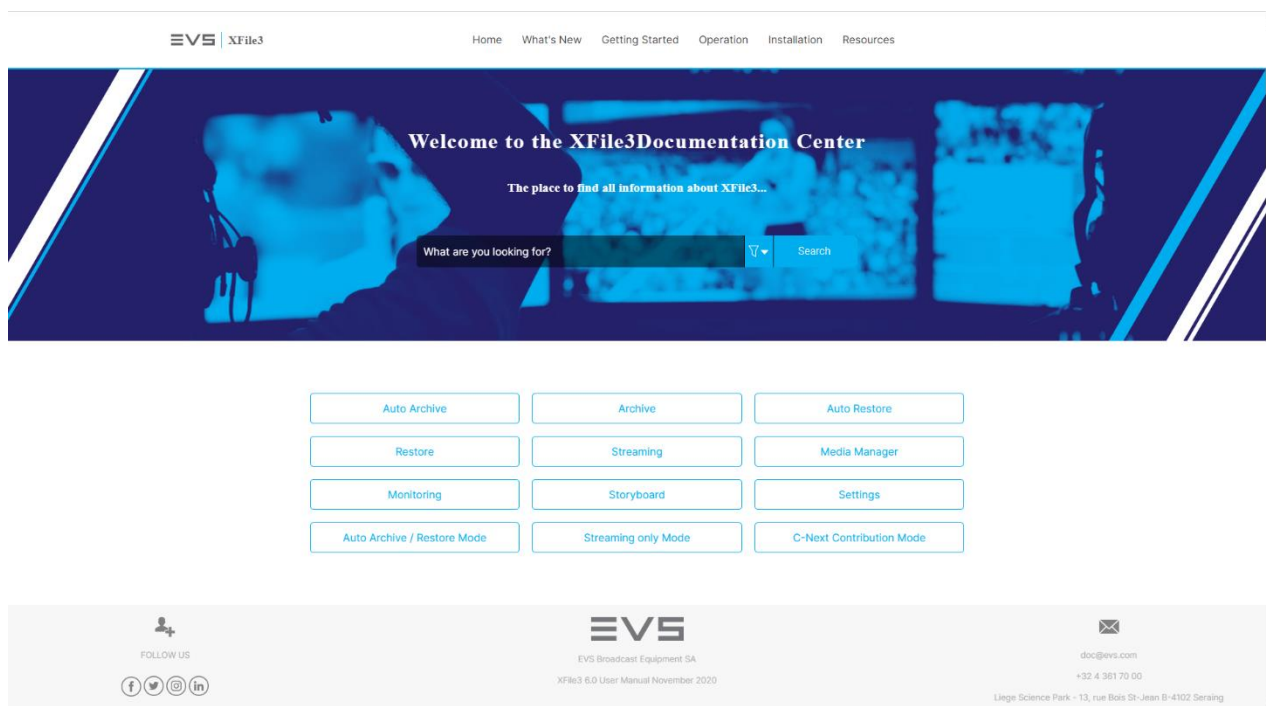 EVS XFile3
Home What's New Getting Started Operation Installation Resources
Welcome to the XFile3Documentation Center
The place to find all information about XFile3...
What are you looking for? Search
Auto Archive Archive Auto Restore
Restore Streaming Media Manager
Monitoring Storyboard Settings
Auto Archive / Restore Mode Streaming only Mode C-Next Contribution Mode
EVS
FOLLOW US EVS Broadcast Equipment SA doc@evs.com
XFile3 6.0 User Manual November 2020 +32 4 361 70 00
Liege Science Park - 13, rue Bois St-Jean B-4102 Seraing